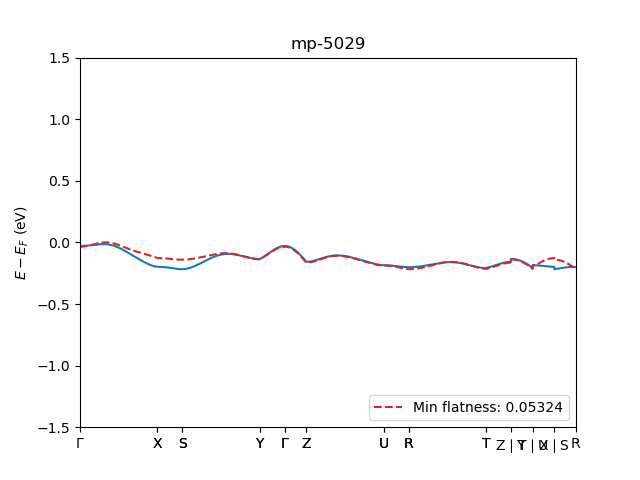 mp-5029
1.5
1.0
0.5
0.0
−0.5
−1.0
−1.5
E − E_F (eV)
Min flatness: 0.05324
Γ X S Y Γ Z U R T Z | Y T | U X | S R